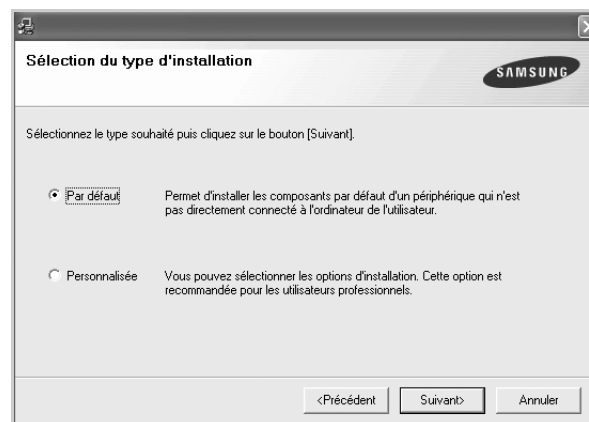 Sélection du type d'installation
SAMSUNG
Sélectionnez le type souhaité puis cliquez sur le bouton [Suivant].
Par défaut
Permet d'installer les composants par défaut d'un périphérique qui n'est
pas directement connecté à l'ordinateur de l'utilisateur.
Personnalisée
Vous pouvez sélectionner les options d'installation. Cette option est
recommandée pour les utilisateurs professionnels.
<Précédent
Suivant>
Annuler